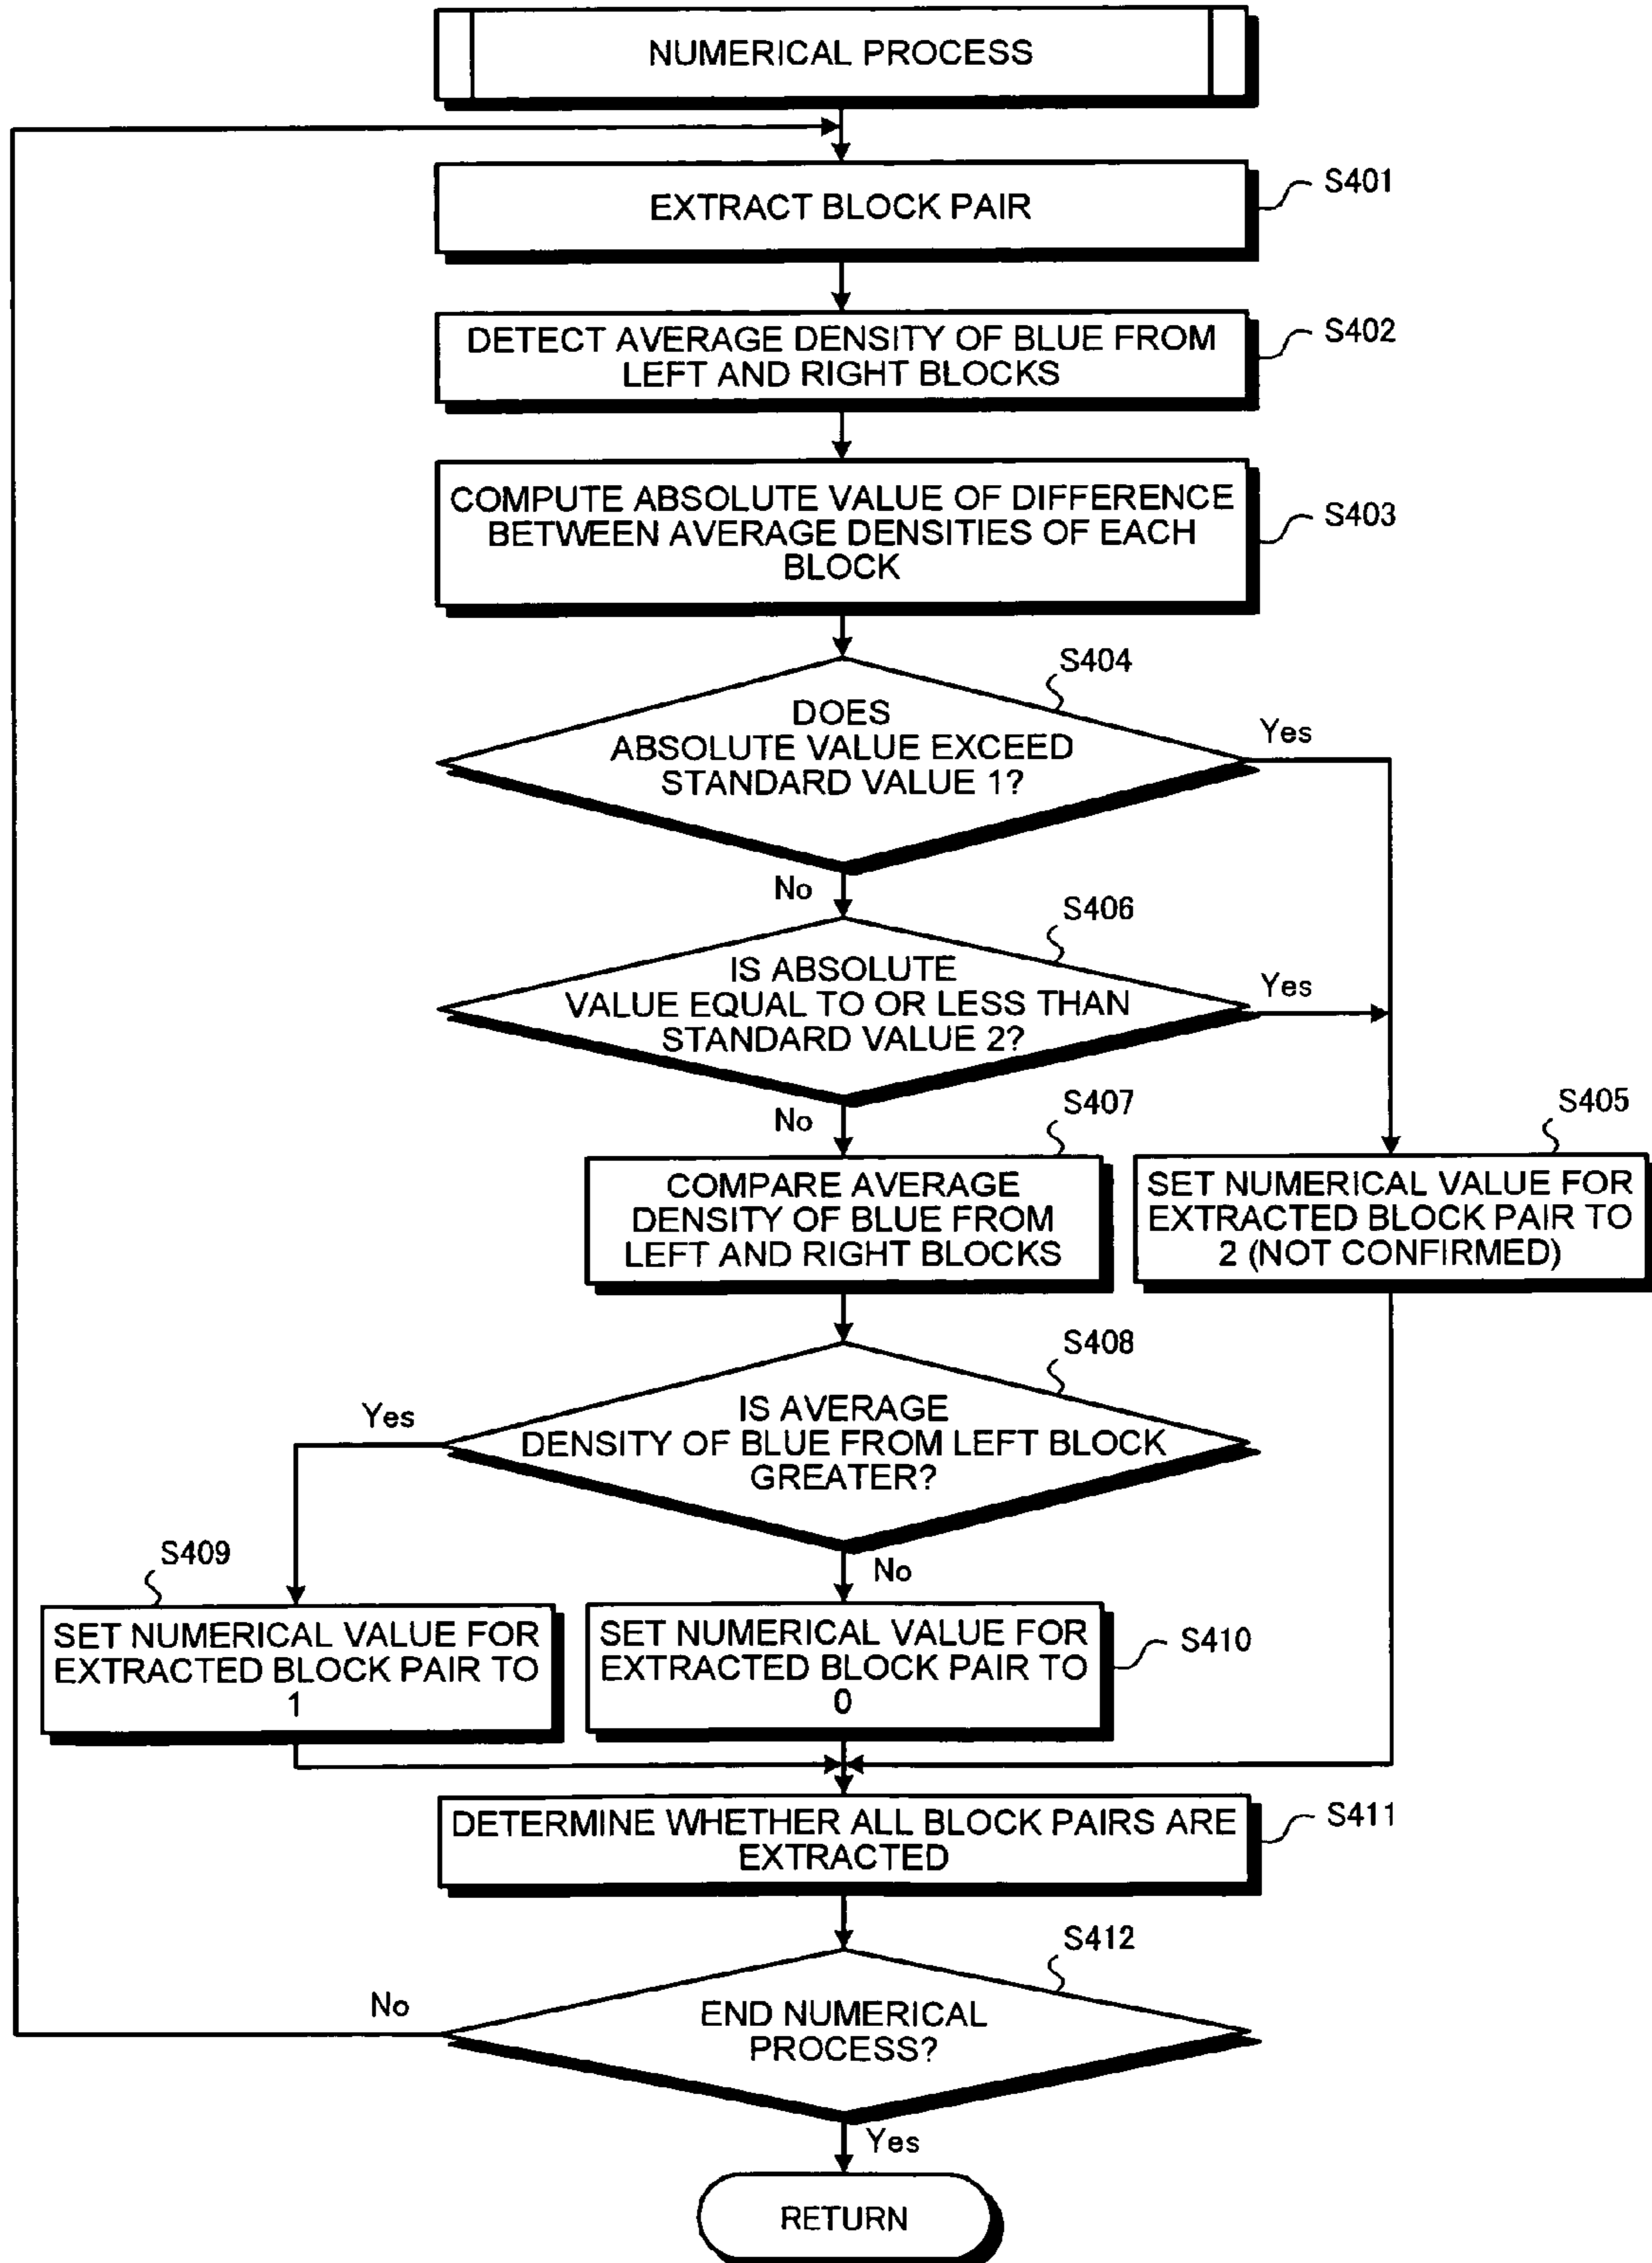 NUMERICAL PROCESS
EXTRACT BLOCK PAIR
S401
DETECT AVERAGE DENSITY OF BLUE FROM
LEFT AND RIGHT BLOCKS
S402
COMPUTE ABSOLUTE VALUE OF DIFFERENCE
BETWEEN AVERAGE DENSITIES OF EACH
BLOCK
S403
S404
DOES
ABSOLUTE VALUE EXCEED
STANDARD VALUE 1?
Yes
No
S406
IS ABSOLUTE
VALUE EQUAL TO OR LESS THAN
STANDARD VALUE 2?
Yes
No
S407
COMPARE AVERAGE
DENSITY OF BLUE FROM
LEFT AND RIGHT BLOCKS
S405
SET NUMERICAL VALUE FOR
EXTRACTED BLOCK PAIR TO
2 (NOT CONFIRMED)
S408
IS AVERAGE
DENSITY OF BLUE FROM LEFT BLOCK
GREATER?
Yes
No
S409
SET NUMERICAL VALUE FOR
EXTRACTED BLOCK PAIR TO
1
SET NUMERICAL VALUE FOR
EXTRACTED BLOCK PAIR TO
0
S410
DETERMINE WHETHER ALL BLOCK PAIRS ARE
EXTRACTED
S411
S412
END NUMERICAL
PROCESS?
No
Yes
RETURN